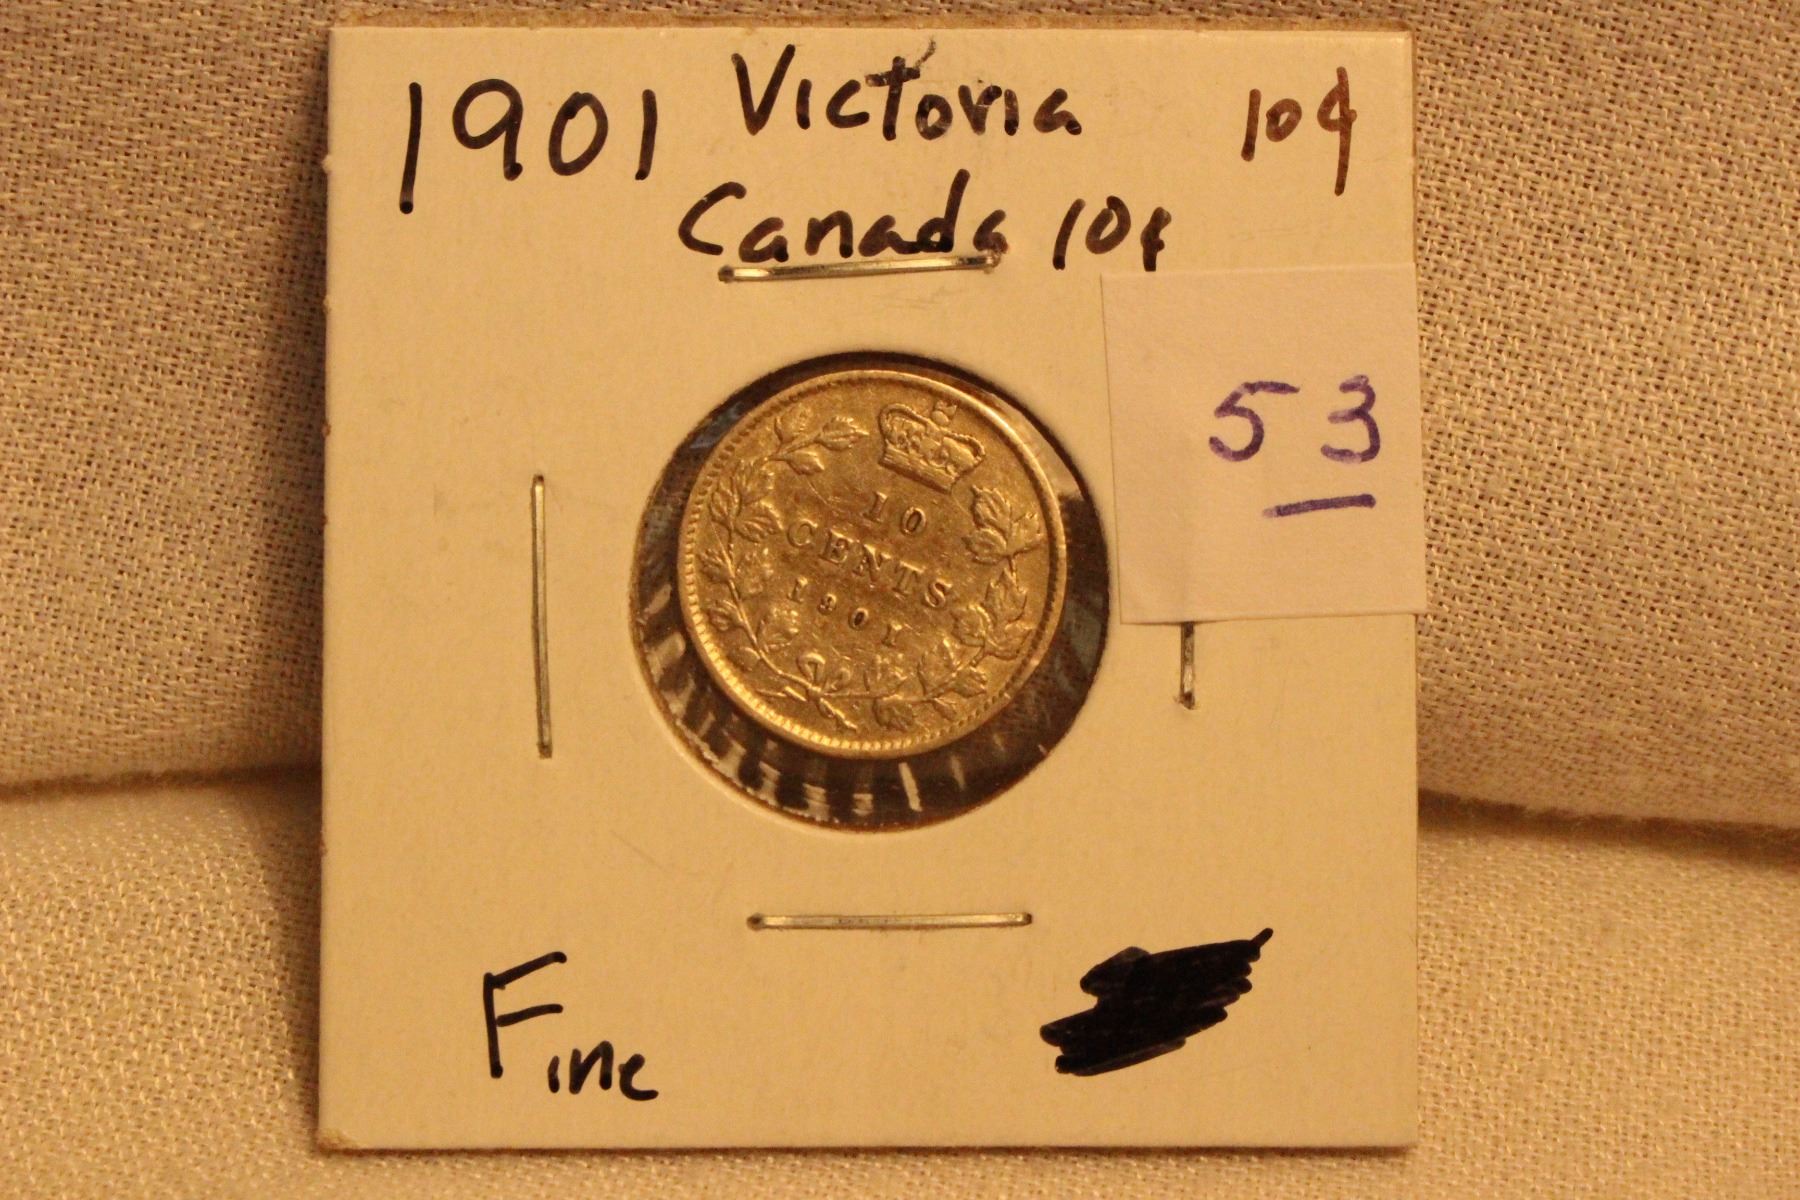 1901 Victoria 10¢
Canada 10¢
53
10
CENTS
1901
Fine